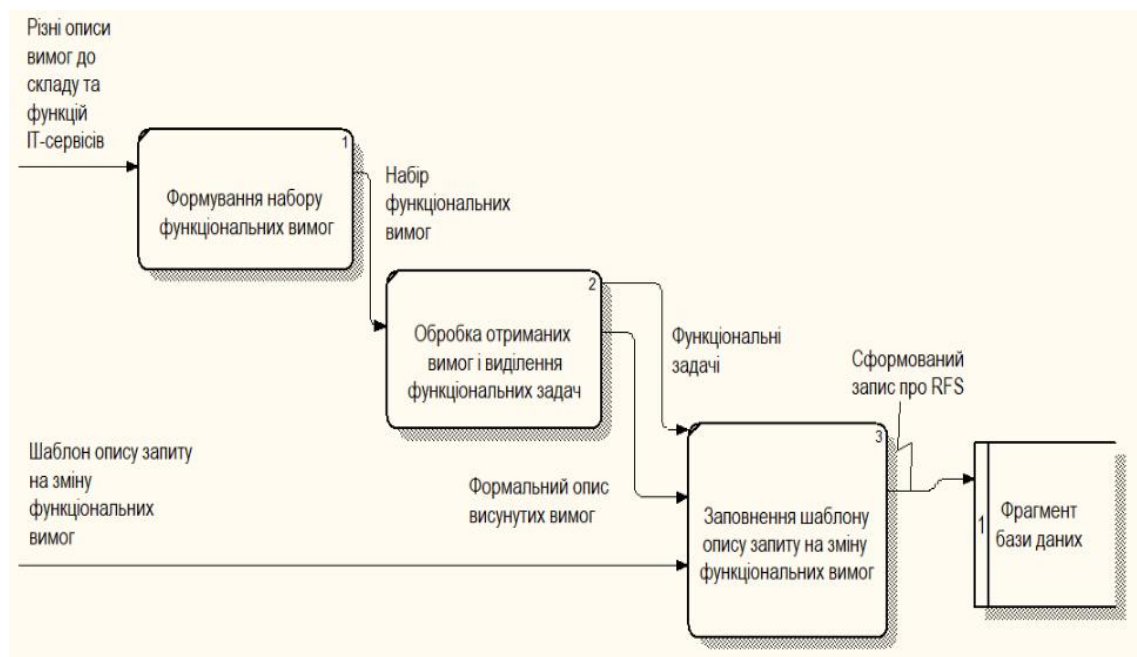 Різні описи
вимог до
складу та
функцій
ІТ-сервісів
1
Формування набору
функціональних вимог
Набір
функціональних
вимог
2
Обробка отриманих
вимог і виділення
функціональних задач
Функціональні
задачі
Сформований
запис про RFS
Шаблон опису запиту
на зміну
функціональних
вимог
Формальний опис
висунутих вимог
3
Заповнення шаблону
опису запиту на зміну
функціональних вимог
1
Фрагмент
бази даних